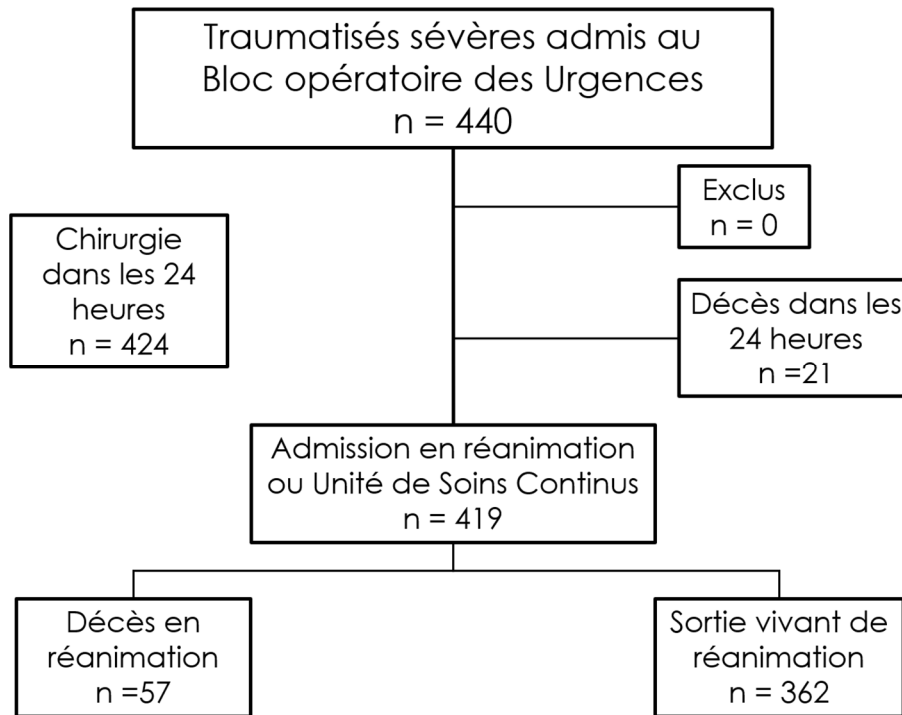 Traumatisés sévères admis au
Bloc opératoire des Urgences
n = 440
Exclus
n = 0
Chirurgie
dans les 24
heures
n = 424
Décès dans les
24 heures
n =21
Admission en réanimation
ou Unité de Soins Continus
n = 419
Décès en
réanimation
n =57
Sortie vivant de
réanimation
n = 362